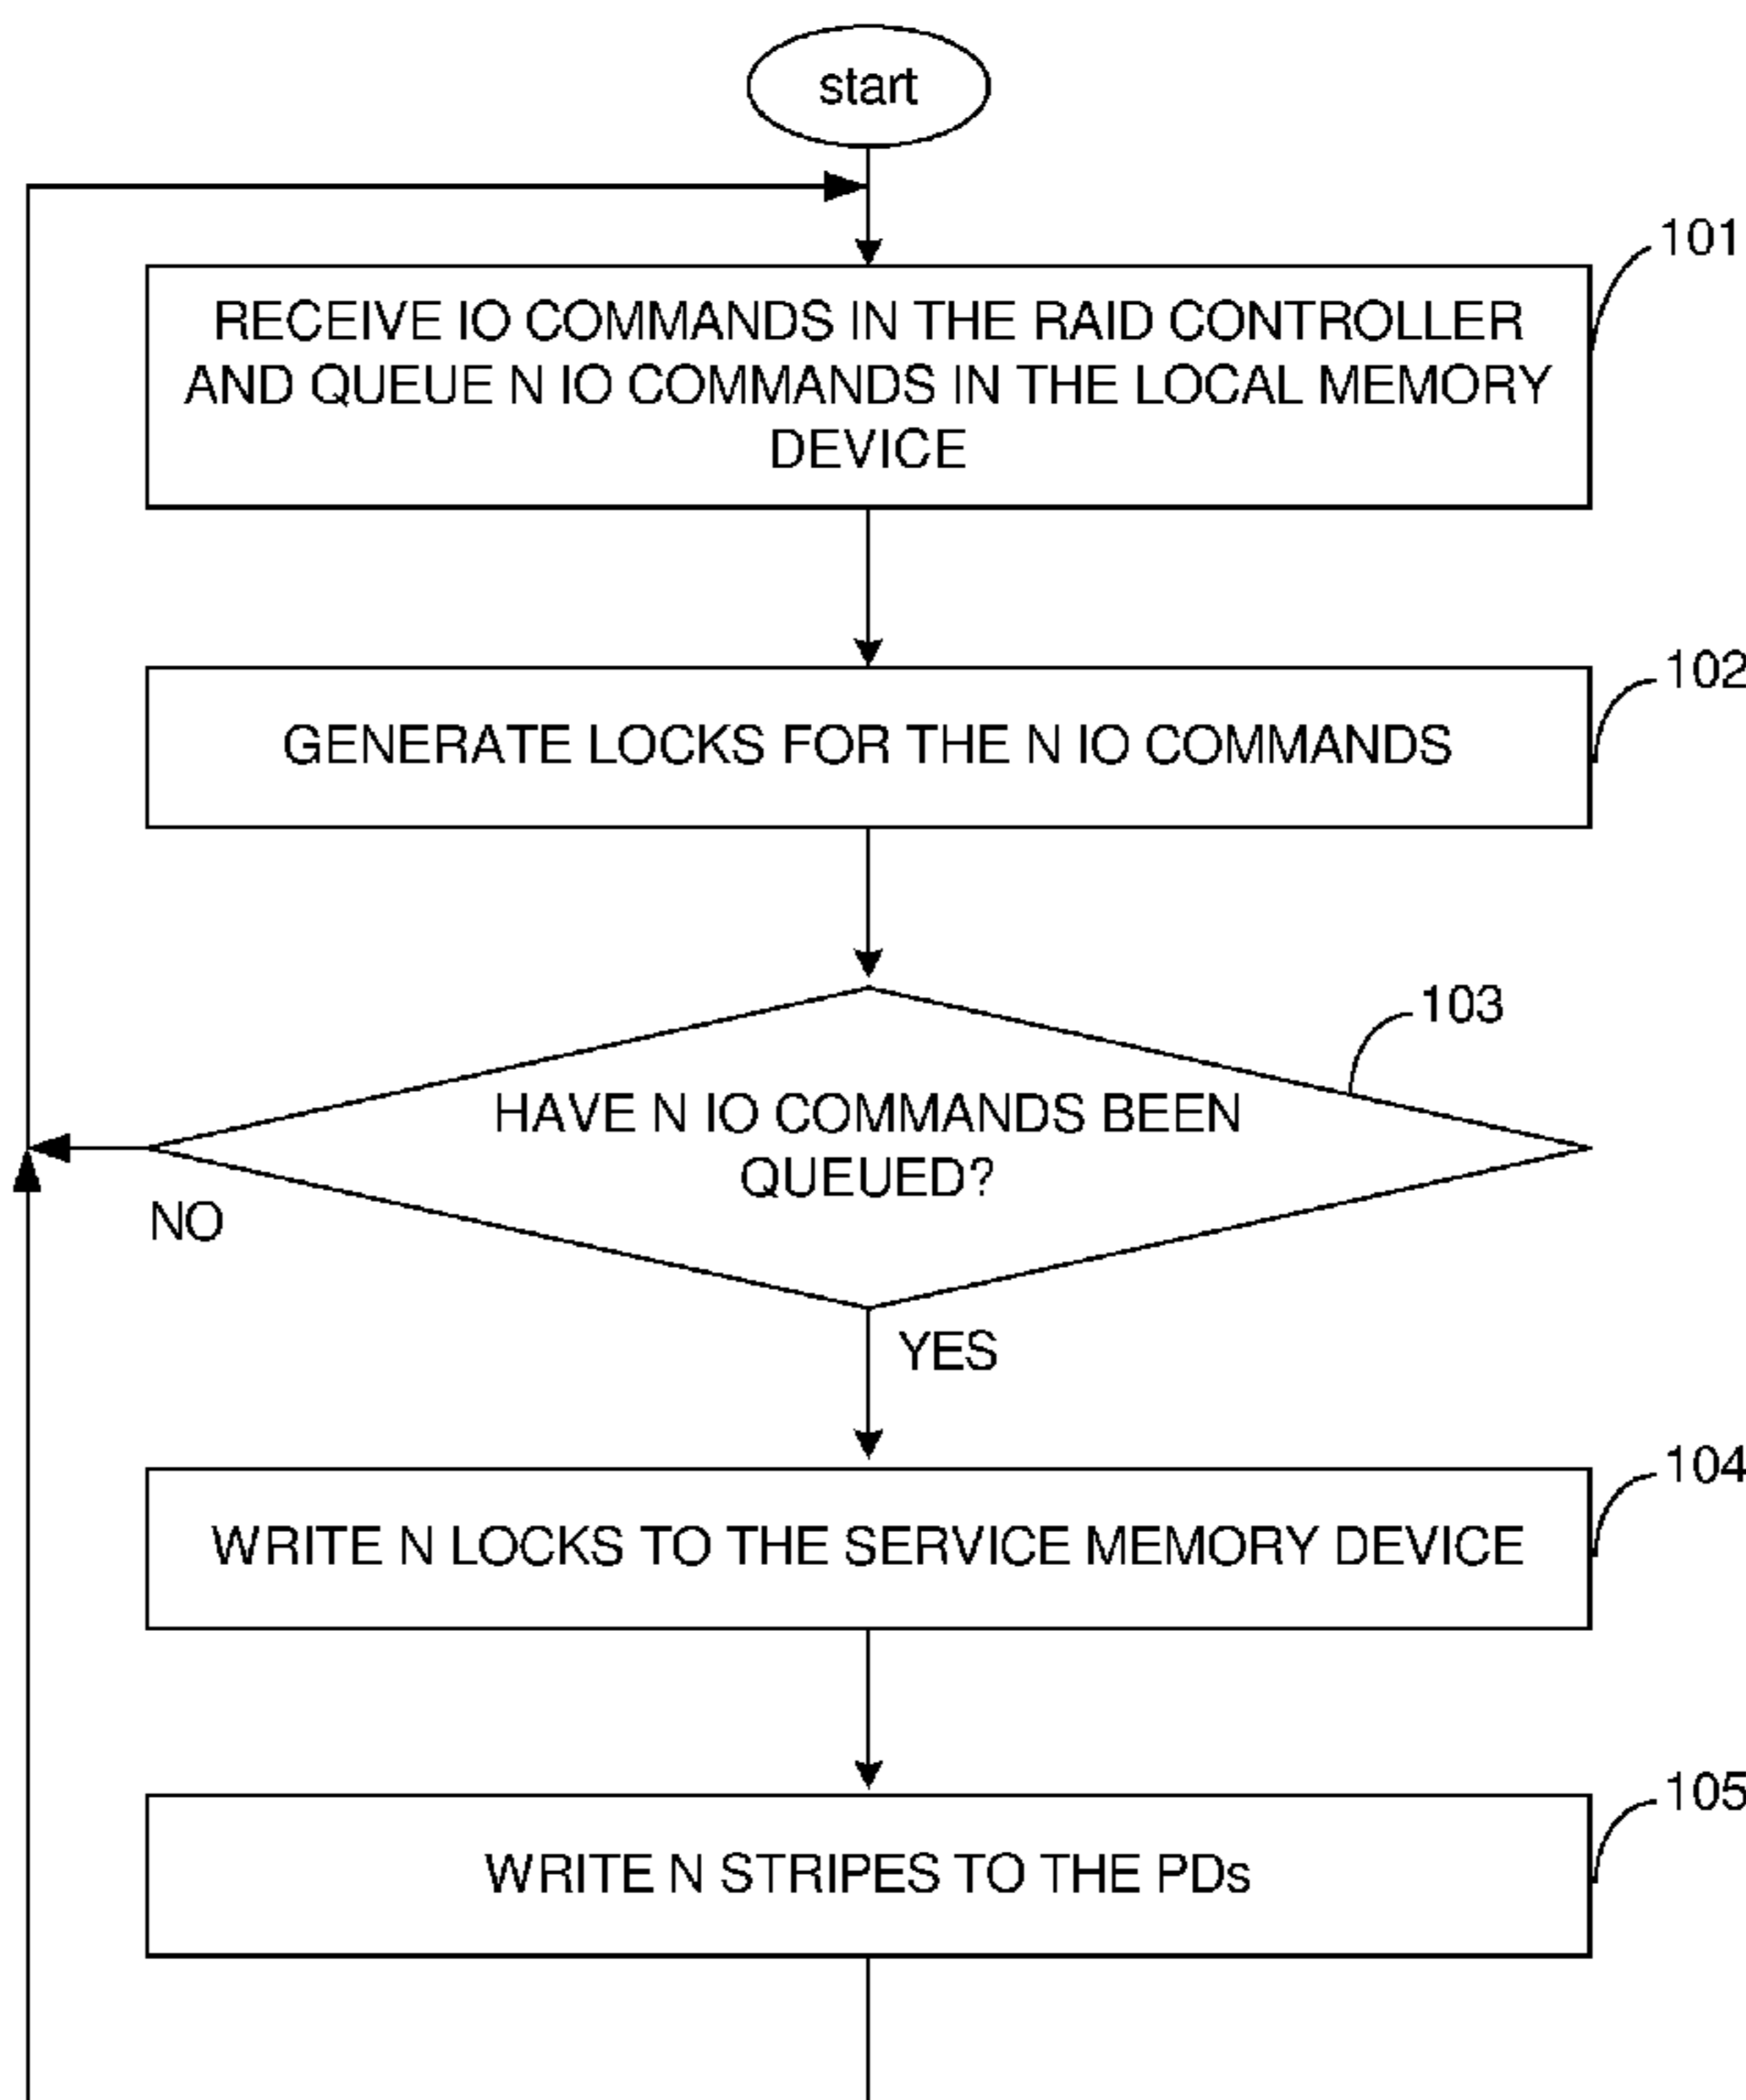 start
101
RECEIVE IO COMMANDS IN THE RAID CONTROLLER
AND QUEUE N IO COMMANDS IN THE LOCAL MEMORY
DEVICE
102
GENERATE LOCKS FOR THE N IO COMMANDS
103
HAVE N IO COMMANDS BEEN
QUEUED?
NO
YES
104
WRITE N LOCKS TO THE SERVICE MEMORY DEVICE
105
WRITE N STRIPES TO THE PDs